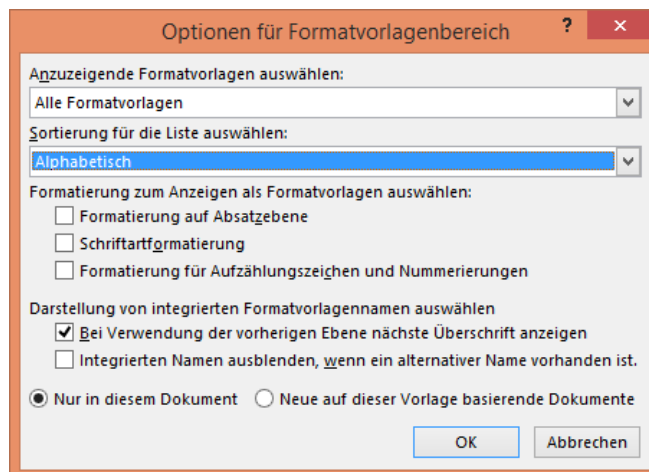 Optionen für Formatvorlagenbereich ?
Anzuzeigende Formatvorlagen auswählen:
Alle Formatvorlagen
Sortierung für die Liste auswählen:
Alphabetisch
Formatierung zum Anzeigen als Formatvorlagen auswählen:
Formatierung auf Absatzebene
Schriftartformatierung
Formatierung für Aufzählungszeichen und Nummerierungen
Darstellung von integrierten Formatvorlagennamen auswählen
Bei Verwendung der vorherigen Ebene nächste Überschrift anzeigen
Integrierten Namen ausblenden, wenn ein alternativer Name vorhanden ist.
Nur in diesem Dokument Neue auf dieser Vorlage basierende Dokumente
OK Abbrechen